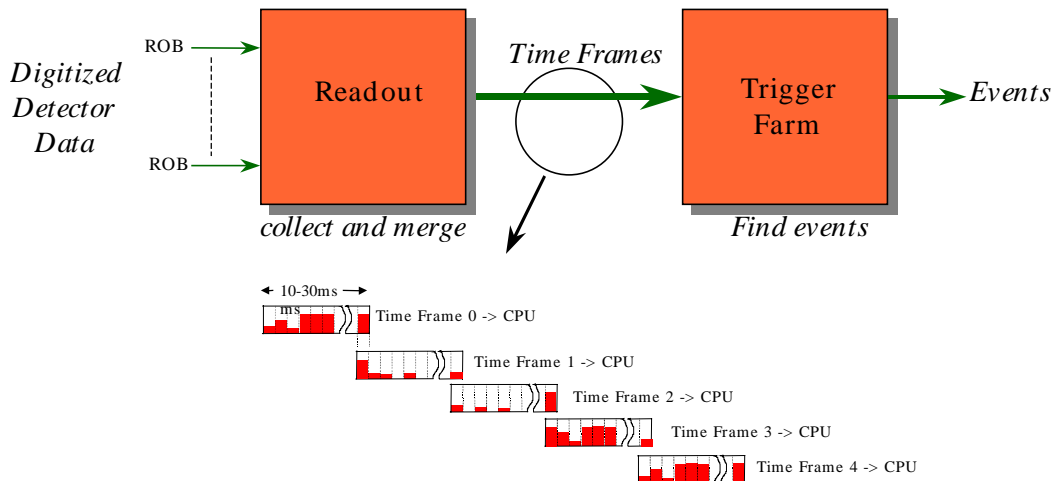 Digitized
Detector
Data
ROB
ROB
Readout
collect and merge
Time Frames
Trigger
Farm
Find events
Events
10-30ms
ms
Time Frame 0 -> CPU
Time Frame 1 -> CPU
Time Frame 2 -> CPU
Time Frame 3 -> CPU
Time Frame 4 -> CPU